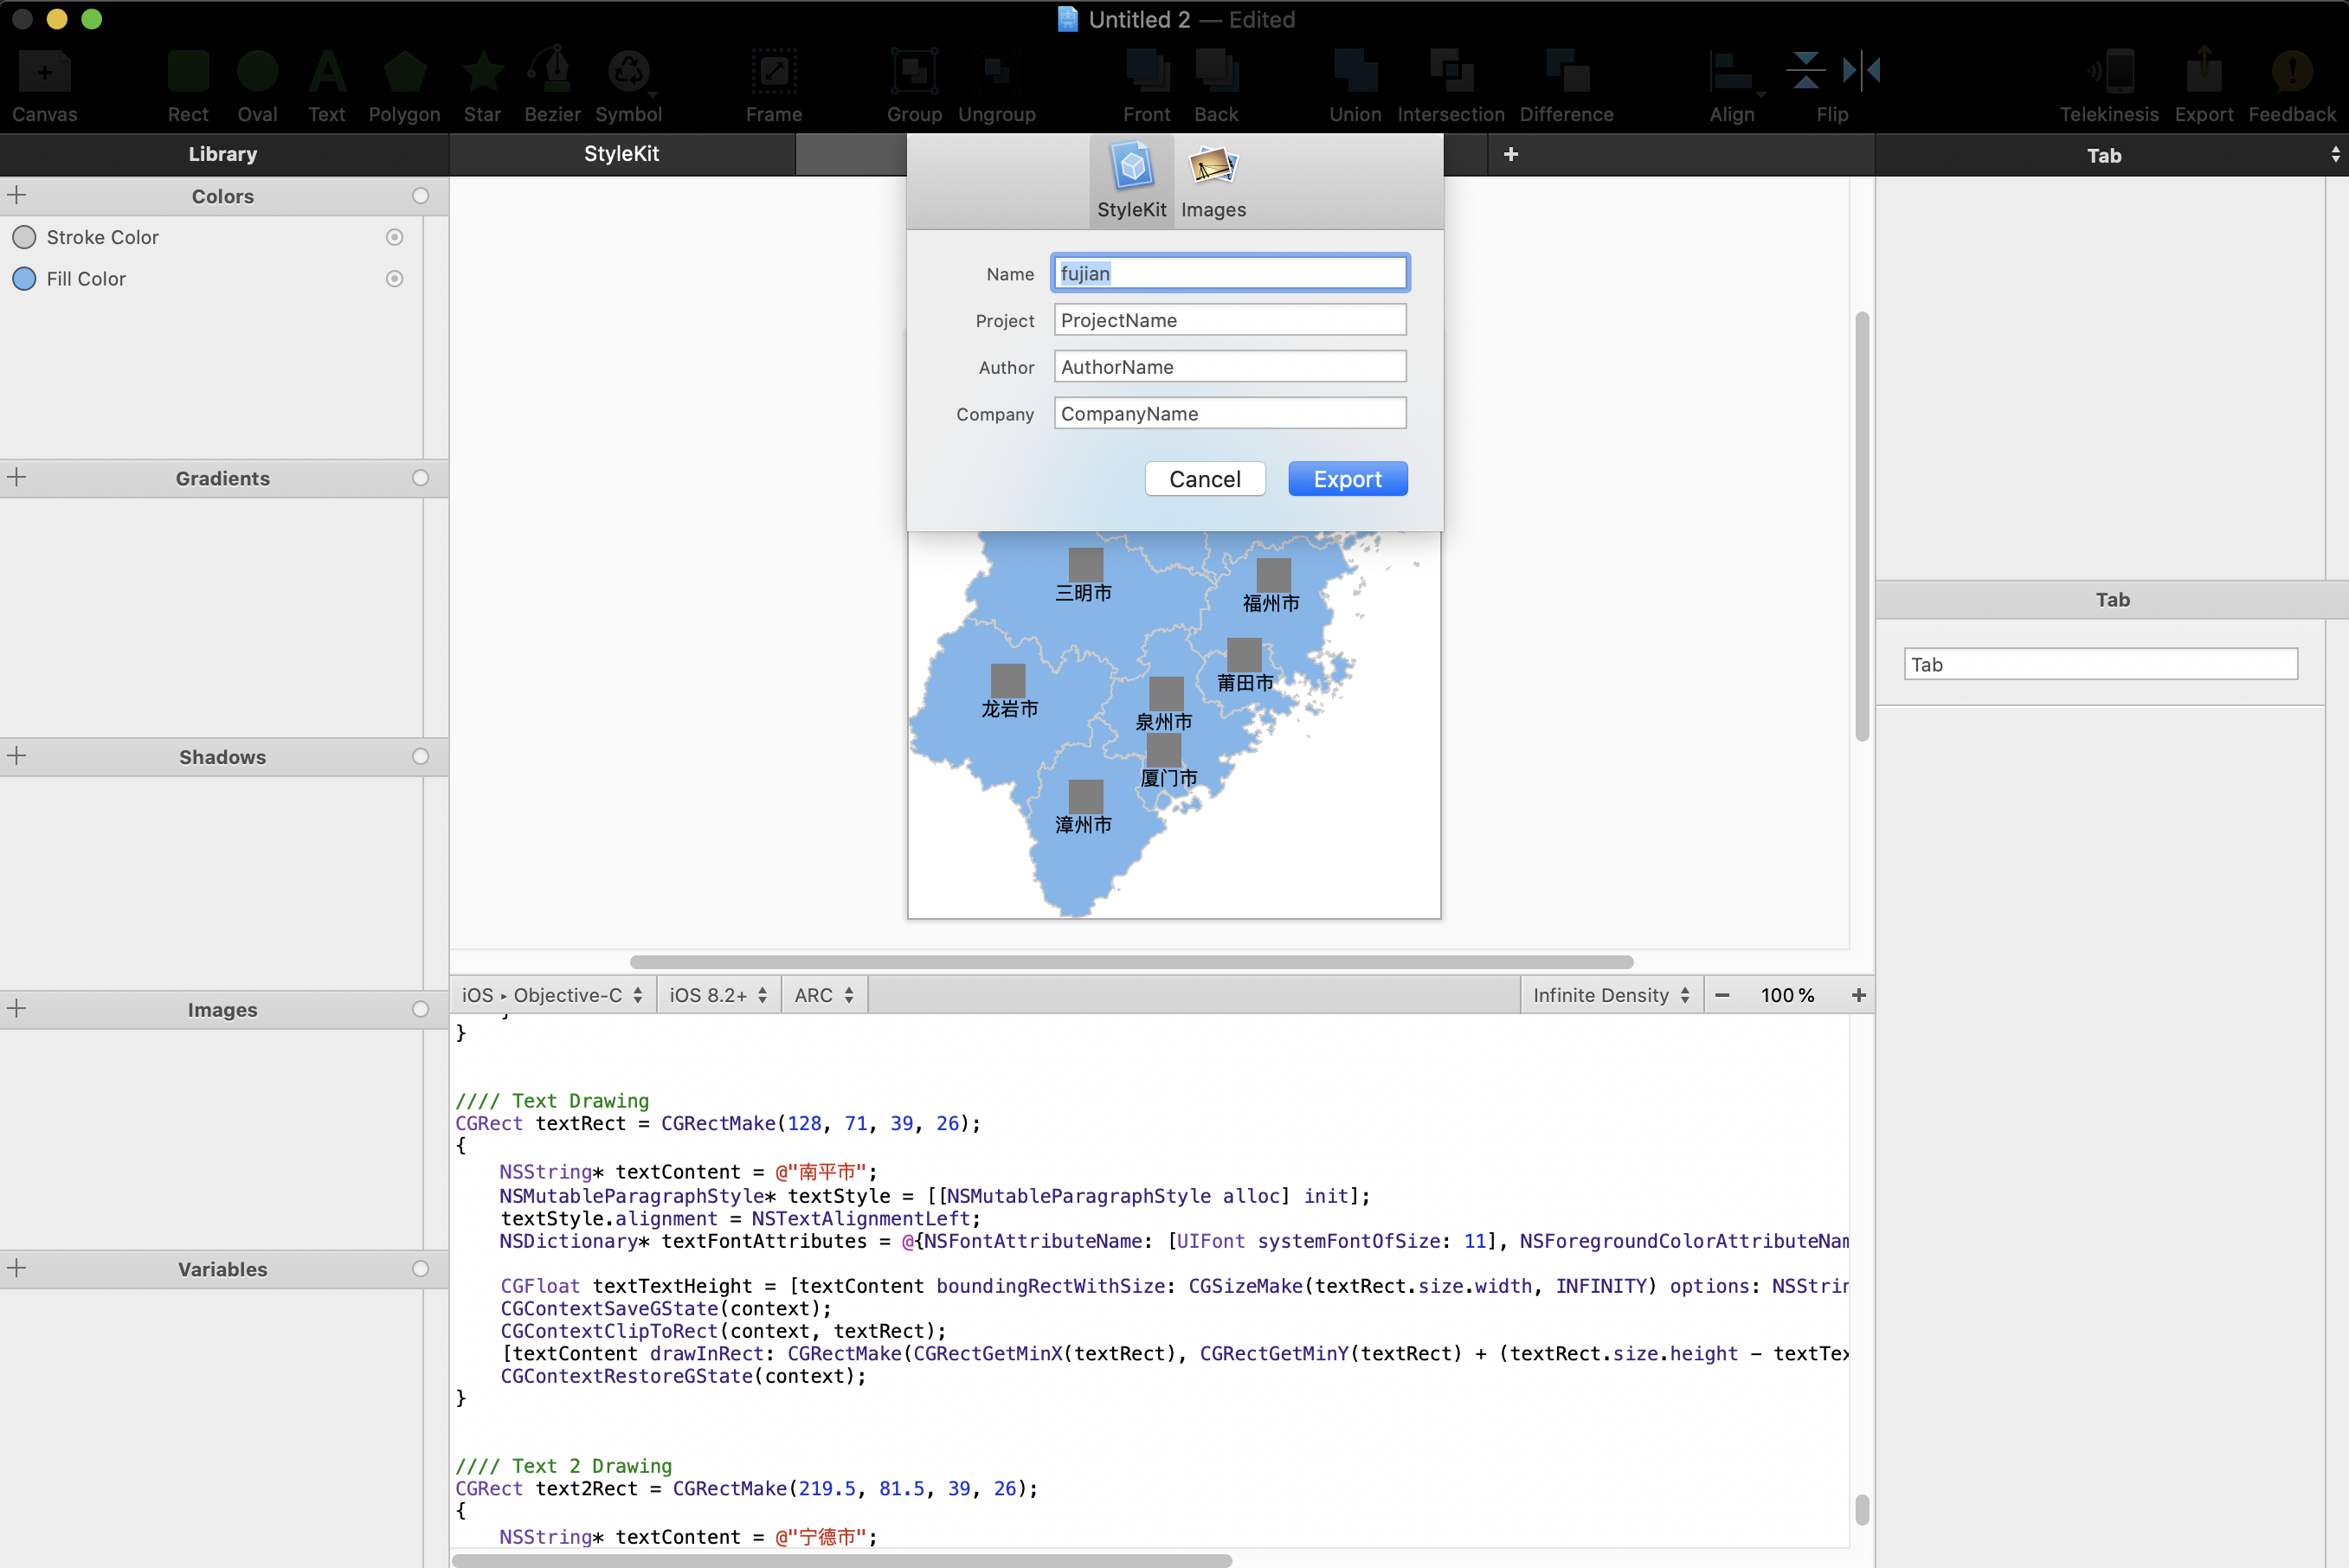 Untitled 2 — Edited
Canvas
Rect
Oval
Text
Polygon
Star
Bezier
Symbol
Frame
Group
Ungroup
Front
Back
Union
Intersection
Difference
Align
Flip
Telekinesis
Export
Feedback
Library
StyleKit
+
Tab
Colors
Stroke Color
Fill Color
Gradients
Shadows
Images
Variables
StyleKit
Images
Name
fujian
Project
ProjectName
Author
AuthorName
Company
CompanyName
Cancel
Export
三明市
福州市
莆田市
龙岩市
泉州市
厦门市
漳州市
Tab
Tab
iOS ▸ Objective-C
iOS 8.2+
ARC
Infinite Density
− 100% +
}
//// Text Drawing
CGRect textRect = CGRectMake(128, 71, 39, 26);
{
NSString* textContent = @"南平市";
NSMutableParagraphStyle* textStyle = [[NSMutableParagraphStyle alloc] init];
textStyle.alignment = NSTextAlignmentLeft;
NSDictionary* textFontAttributes = @{NSFontAttributeName: [UIFont systemFontOfSize: 11], NSForegroundColorAttributeNam
CGFloat textTextHeight = [textContent boundingRectWithSize: CGSizeMake(textRect.size.width, INFINITY) options: NSStrin
CGContextSaveGState(context);
CGContextClipToRect(context, textRect);
[textContent drawInRect: CGRectMake(CGRectGetMinX(textRect), CGRectGetMinY(textRect) + (textRect.size.height - textTex
CGContextRestoreGState(context);
}
//// Text 2 Drawing
CGRect text2Rect = CGRectMake(219.5, 81.5, 39, 26);
{
NSString* textContent = @"宁德市";